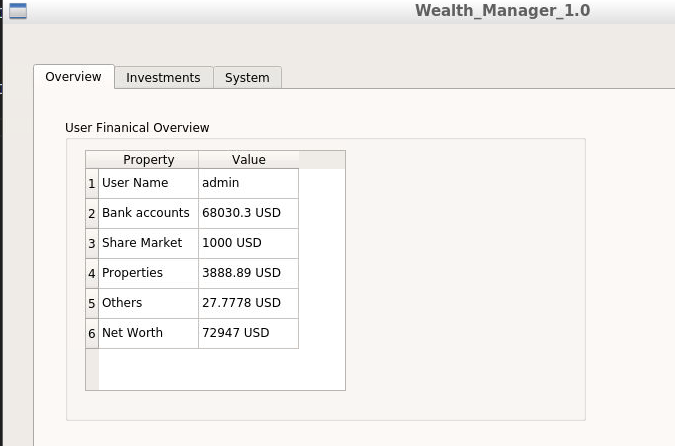 Wealth_Manager_1.0
Overview Investments System
User Finanical Overview
Property Value
1 User Name admin
2 Bank accounts 68030.3 USD
3 Share Market 1000 USD
4 Properties 3888.89 USD
5 Others 27.7778 USD
6 Net Worth 72947 USD